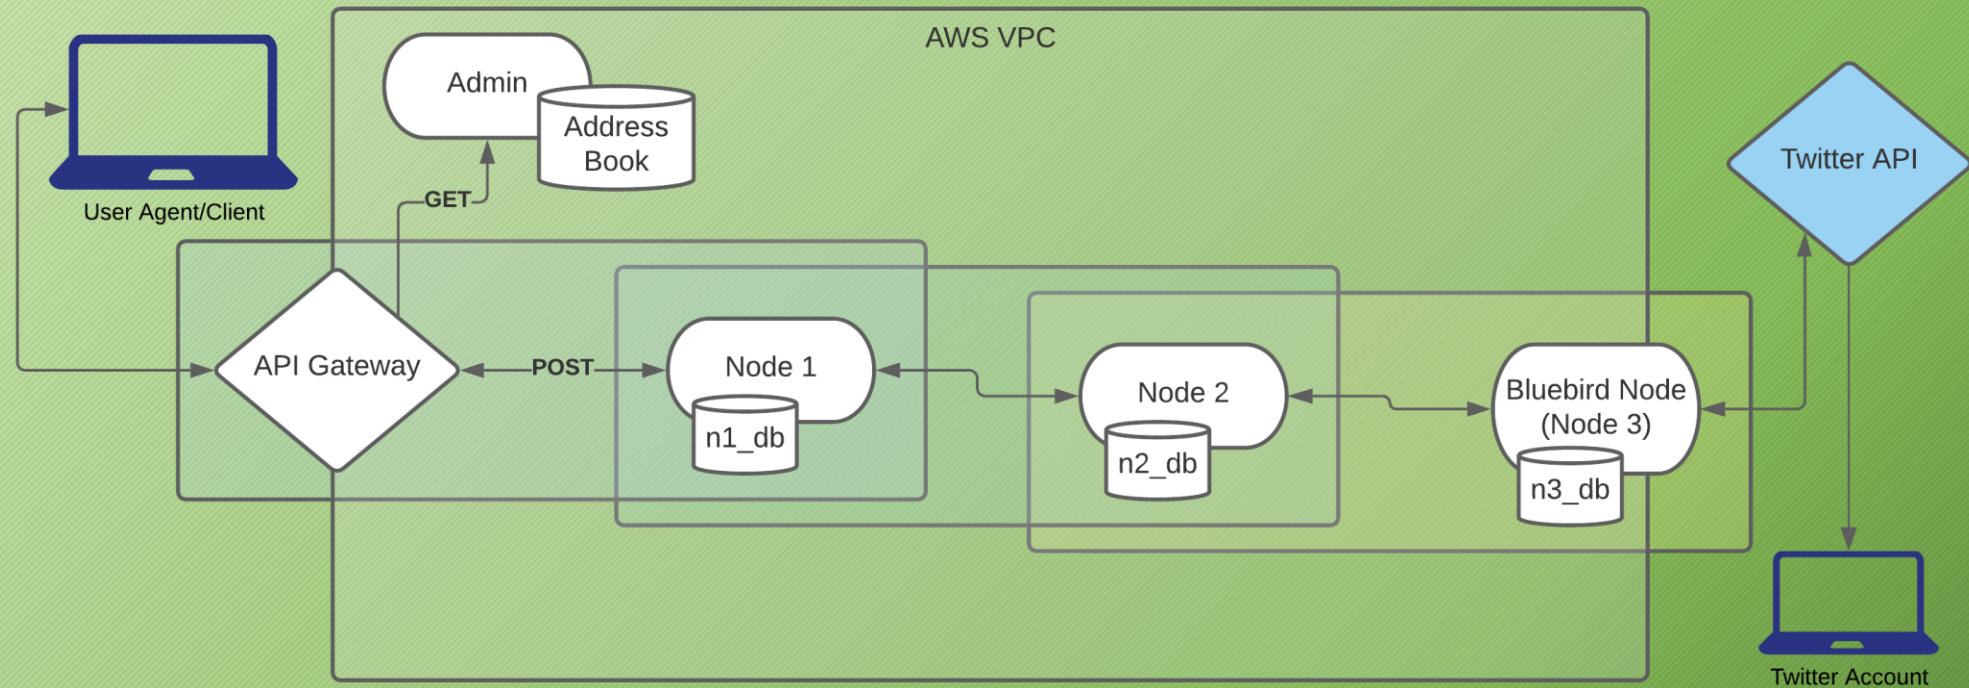 AWS VPC
Admin
Address
Book
User Agent/Client
GET
Twitter API
API Gateway
POST
Node 1
n1_db
Node 2
n2_db
Bluebird Node
(Node 3)
n3_db
Twitter Account